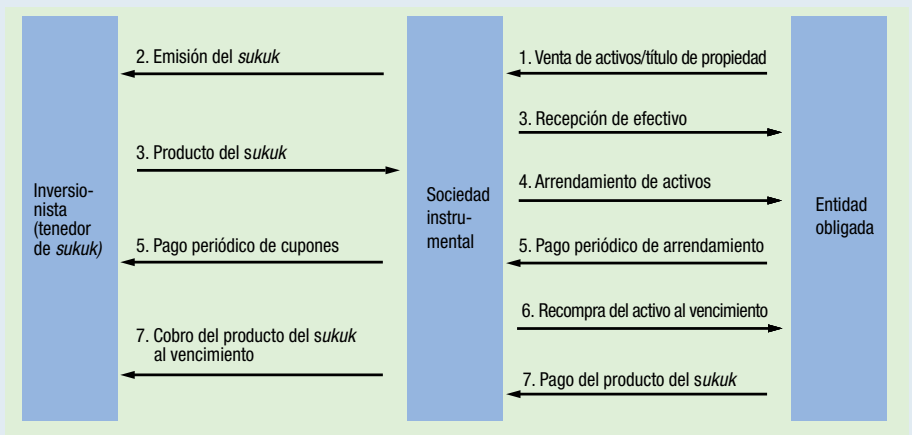 2. Emisión del sukuk
1. Venta de activos/título de propiedad
3. Recepción de efectivo
3. Producto del sukuk
4. Arrendamiento de activos
Inversio-
nista
(tenedor
de sukuk)
Sociedad
instru-
mental
Entidad
obligada
5. Pago periódico de cupones
5. Pago periódico de arrendamiento
6. Recompra del activo al vencimiento
7. Cobro del producto del sukuk
al vencimiento
7. Pago del producto del sukuk